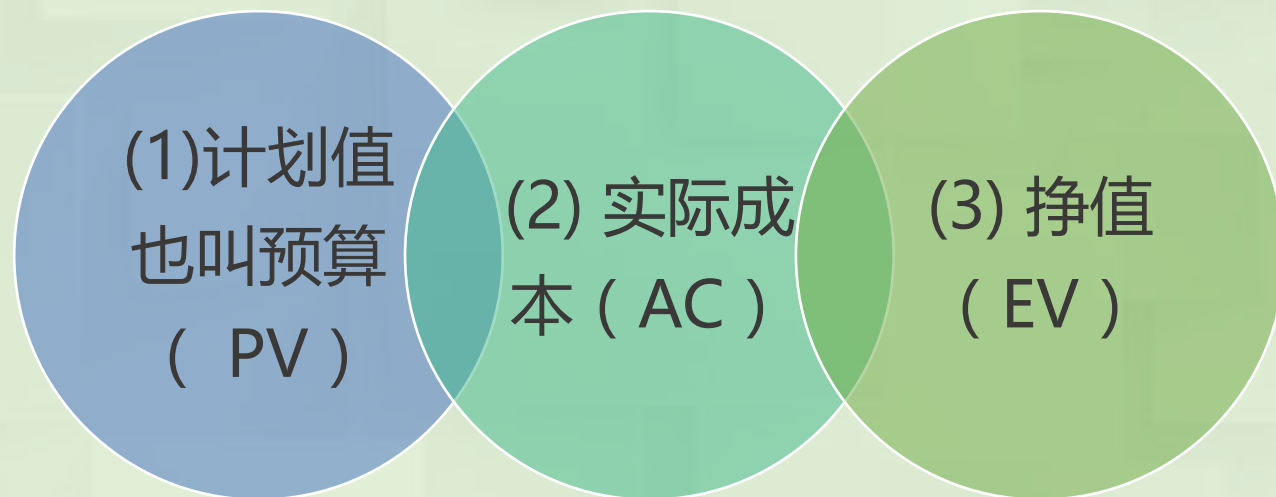 (1)计划值
也叫预算
（ PV）
(2) 实际成
本（ AC ）
(3) 挣值
（ EV ）